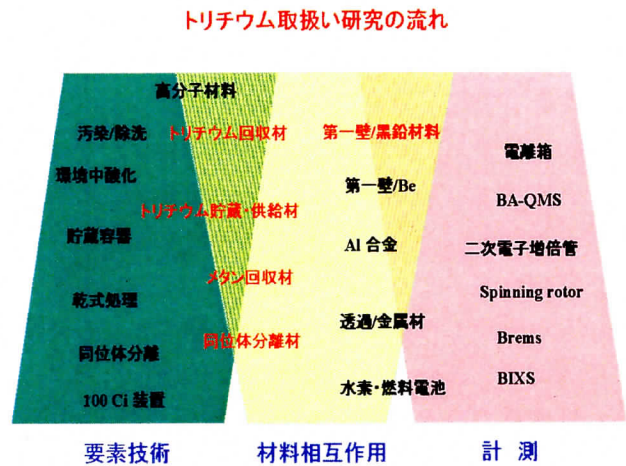 トリチウム取扱い研究の流れ
高分子材料
汚染/除洗
トリチウム回収材
第一壁/黒鉛材料
電離箱
環境中酸化
第一壁/Be
BA-QMS
トリチウム貯蔵・供給材
貯蔵容器
Al 合金
二次電子増倍管
メタン回収材
乾式処理
Spinning rotor
透過/金属材
同位体分離材
Brems
同位体分離
BIXS
水素・燃料電池
100 Ci 装置
要素技術
材料相互作用
計 測